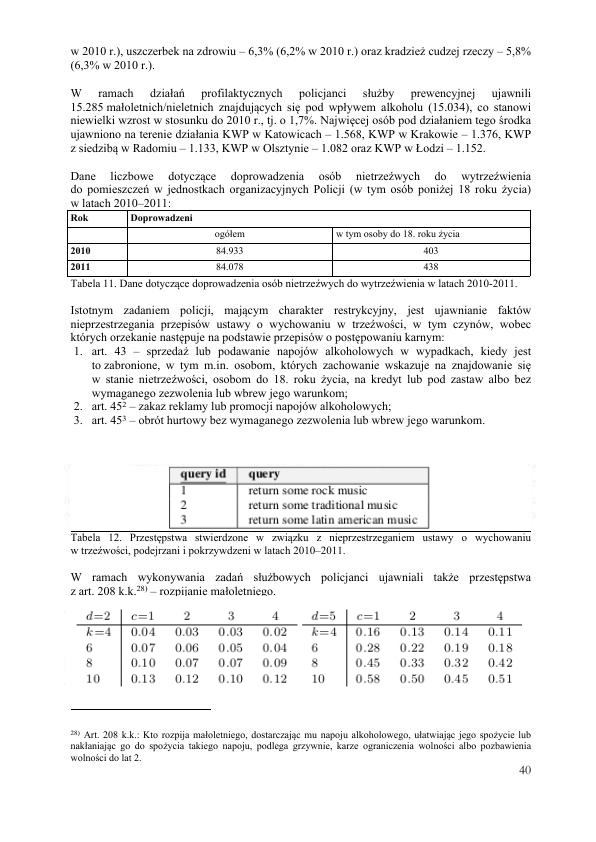 w 2010 r.), uszczerbek na zdrowiu – 6,3% (6,2% w 2010 r.) oraz kradzież cudzej rzeczy – 5,8%
(6,3% w 2010 r.).
W ramach działań profilaktycznych policjanci służby prewencyjnej ujawnili
15.285 małoletnich/nieletnich znajdujących się pod wpływem alkoholu (15.034), co stanowi
niewielki wzrost w stosunku do 2010 r., tj. o 1,7%. Najwięcej osób pod działaniem tego środka
ujawniono na terenie działania KWP w Katowicach – 1.568, KWP w Krakowie – 1.376, KWP
z siedzibą w Radomiu – 1.133, KWP w Olsztynie – 1.082 oraz KWP w Łodzi – 1.152.
Dane liczbowe dotyczące doprowadzenia osób nietrzeźwych do wytrzeźwienia
do pomieszczeń w jednostkach organizacyjnych Policji (w tym osób poniżej 18 roku życia)
w latach 2010–2011:
Rok Doprowadzeni
ogółem w tym osoby do 18. roku życia
2010 84.933 403
2011 84.078 438
Tabela 11. Dane dotyczące doprowadzenia osób nietrzeźwych do wytrzeźwienia w latach 2010-2011.
Istotnym zadaniem policji, mającym charakter restrykcyjny, jest ujawnianie faktów
nieprzestrzegania przepisów ustawy o wychowaniu w trzeźwości, w tym czynów, wobec
których orzekanie następuje na podstawie przepisów o postępowaniu karnym:
1. art. 43 – sprzedaż lub podawanie napojów alkoholowych w wypadkach, kiedy jest
to zabronione, w tym m.in. osobom, których zachowanie wskazuje na znajdowanie się
w stanie nietrzeźwości, osobom do 18. roku życia, na kredyt lub pod zastaw albo bez
wymaganego zezwolenia lub wbrew jego warunkom;
2. art. 45² – zakaz reklamy lub promocji napojów alkoholowych;
3. art. 45³ – obrót hurtowy bez wymaganego zezwolenia lub wbrew jego warunkom.
query id query
1 return some rock music
2 return some traditional music
3 return some latin american music
Tabela 12. Przestępstwa stwierdzone w związku z nieprzestrzeganiem ustawy o wychowaniu
w trzeźwości, podejrzani i pokrzywdzeni w latach 2010–2011.
W ramach wykonywania zadań służbowych policjanci ujawniali także przestępstwa
z art. 208 k.k.²⁸⁾ – rozpijanie małoletniego.
d=2 c=1 2 3 4 d=5 c=1 2 3 4
k=4 0.04 0.03 0.03 0.02 k=4 0.16 0.13 0.14 0.11
6 0.07 0.06 0.05 0.04 6 0.28 0.22 0.19 0.18
8 0.10 0.07 0.07 0.09 8 0.45 0.33 0.32 0.42
10 0.13 0.12 0.10 0.12 10 0.58 0.50 0.45 0.51
²⁸⁾ Art. 208 k.k.: Kto rozpija małoletniego, dostarczając mu napoju alkoholowego, ułatwiając jego spożycie lub
nakłaniając go do spożycia takiego napoju, podlega grzywnie, karze ograniczenia wolności albo pozbawienia
wolności do lat 2.
40